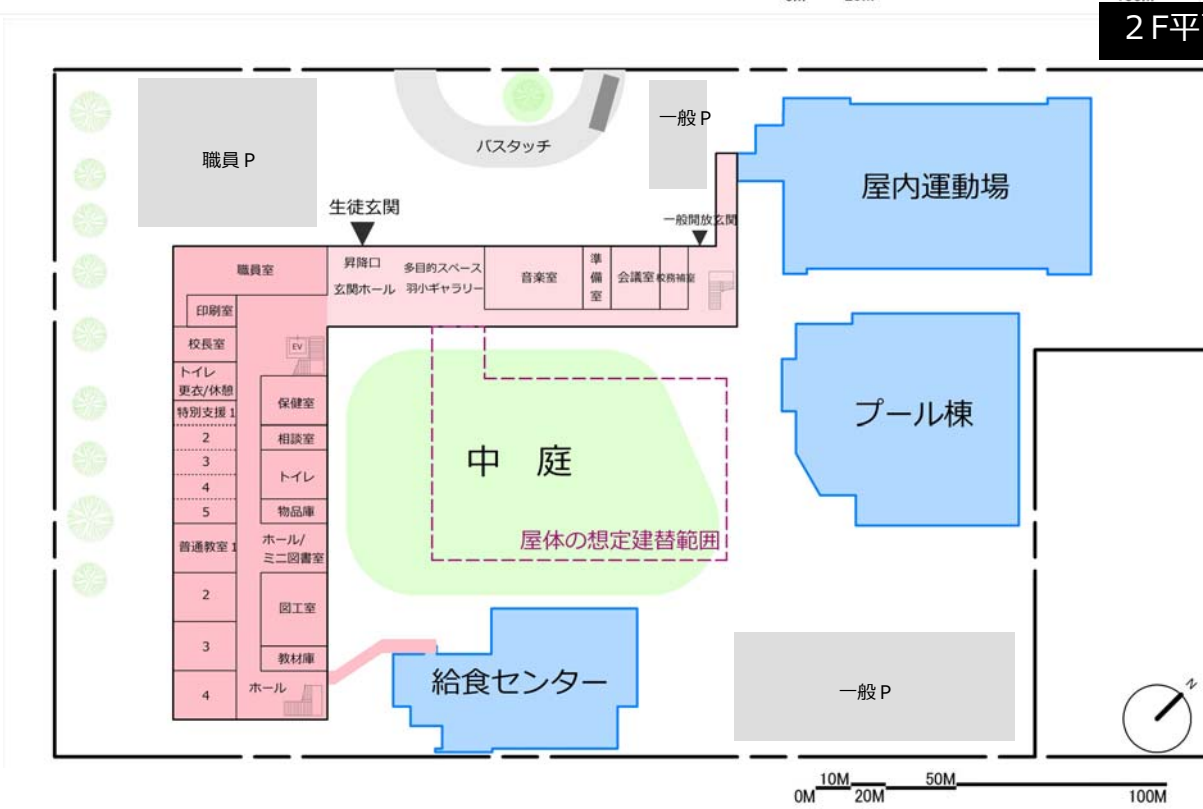 ２F平
職員Ｐ
バスタッチ
一般Ｐ
屋内運動場
生徒玄関
一般開放玄関
職員室
昇降口
玄関ホール
多目的スペース
羽小ギャラリー
音楽室
準備室
会議室
校務補室
印刷室
校長室
EV
トイレ
更衣/休憩
特別支援 1
2
3
4
5
普通教室 1
2
3
4
保健室
相談室
トイレ
物品庫
ホール/
ミニ図書室
図工室
教材庫
ホール
中 庭
屋体の想定建替範囲
プール棟
給食センター
一般Ｐ
N
0M
10M
20M
50M
100M